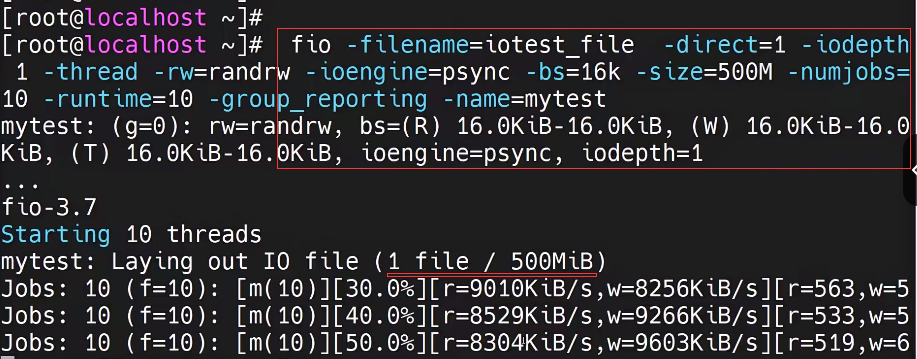 [root@localhost ~]#
[root@localhost ~]#  fio -filename=iotest_file  -direct=1 -iodepth
 1 -thread -rw=randrw -ioengine=psync -bs=16k -size=500M -numjobs=
10 -runtime=10 -group_reporting -name=mytest
mytest: (g=0): rw=randrw, bs=(R) 16.0KiB-16.0KiB, (W) 16.0KiB-16.0
KiB, (T) 16.0KiB-16.0KiB, ioengine=psync, iodepth=1
...
fio-3.7
Starting 10 threads
mytest: Laying out IO file (1 file / 500MiB)
Jobs: 10 (f=10): [m(10)][30.0%][r=9010KiB/s,w=8256KiB/s][r=563,w=5
Jobs: 10 (f=10): [m(10)][40.0%][r=8529KiB/s,w=9266KiB/s][r=533,w=5
Jobs: 10 (f=10): [m(10)][50.0%][r=8304KiB/s,w=9603KiB/s][r=519,w=6